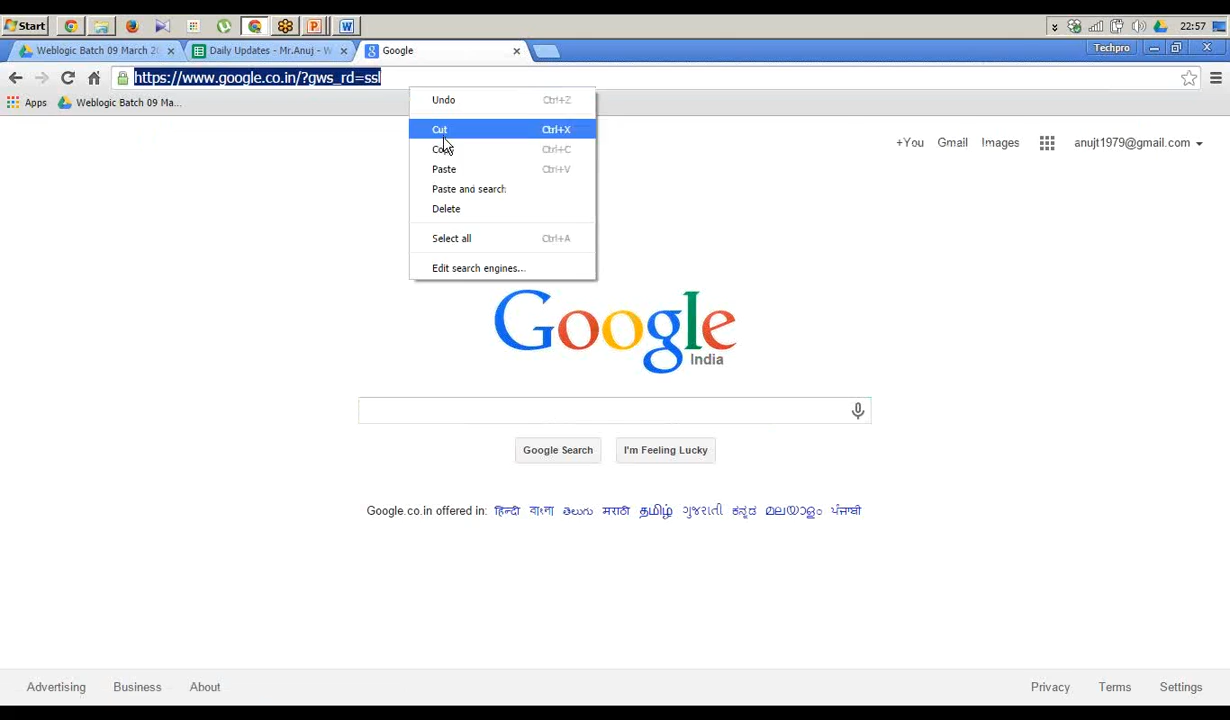 Start
22:57
Weblogic Batch 09 March 20
Daily Updates - Mr.Anuj - W
Google
Techpro
https://www.google.co.in/?gws_rd=ssl
Apps
Weblogic Batch 09 Ma...
Undo Ctrl+Z
Cut Ctrl+X
Copy Ctrl+C
Paste Ctrl+V
Paste and search
Delete
Select all Ctrl+A
Edit search engines...
+You Gmail Images anujt1979@gmail.com
Google
India
Google Search I'm Feeling Lucky
Google.co.in offered in: हिन्दी বাংলা తెలుగు मराठी தமிழ் ગુજરાતી ಕನ್ನಡ മലയാളം ਪੰਜਾਬੀ
Advertising Business About Privacy Terms Settings